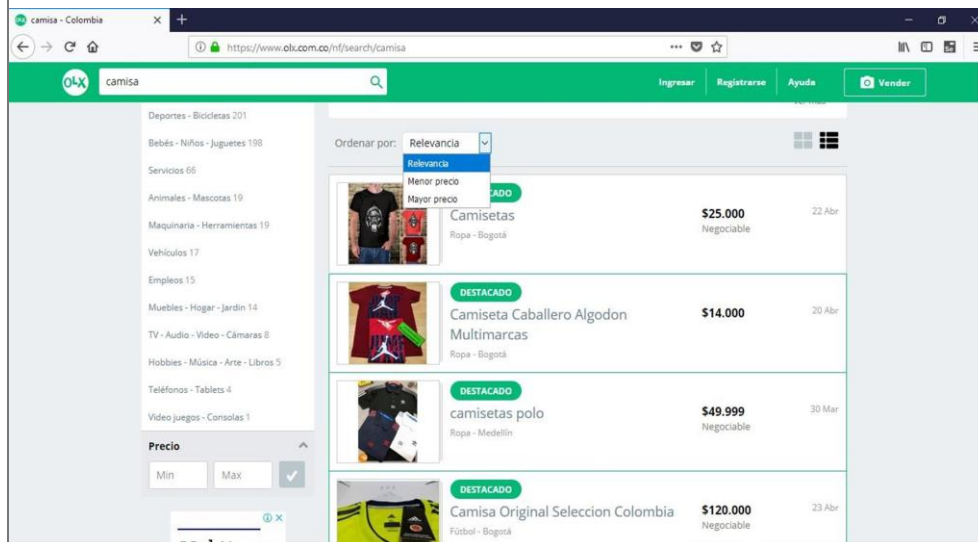 camisa - Colombia
https://www.olx.com.co/nf/search/camisa
OLX
camisa
Ingresar
Registrarse
Ayuda
Vender
Deportes - Bicicletas 201
Bebés - Niños - Juguetes 198
Servicios 66
Animales - Mascotas 19
Maquinaria - Herramientas 19
Vehículos 17
Empleos 15
Muebles - Hogar - Jardin 14
TV - Audio - Video - Cámaras 8
Hobbies - Música - Arte - Libros 5
Teléfonos - Tablets 4
Video juegos - Consolas 1
Precio
Min
Max
Ordenar por:
Relevancia
Relevancia
Menor precio
Mayor precio
Camisetas
Ropa - Bogotá
$25.000
Negociable
22 Abr
DESTACADO
Camiseta Caballero Algodon
Multimarcas
Ropa - Bogotá
$14.000
20 Abr
DESTACADO
camisetas polo
Ropa - Medellín
$49.999
Negociable
30 Mar
DESTACADO
Camisa Original Seleccion Colombia
Fútbol - Bogotá
$120.000
Negociable
23 Abr